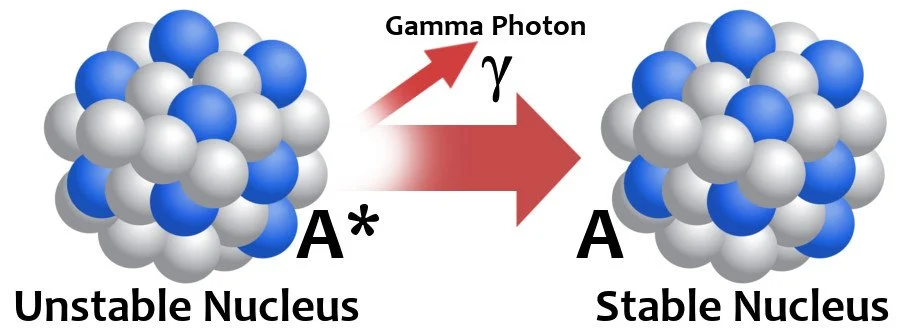 Gamma Photon
γ
A*
A
Unstable Nucleus
Stable Nucleus